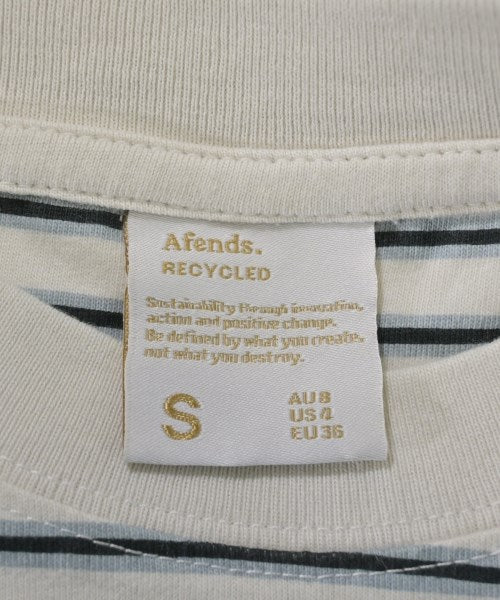 Afends.
RECYCLED
Sustainability through innovation,
action and positive change.
Be defined by what you create,
not what you destroy.
S
AU 8
US 4
EU 36